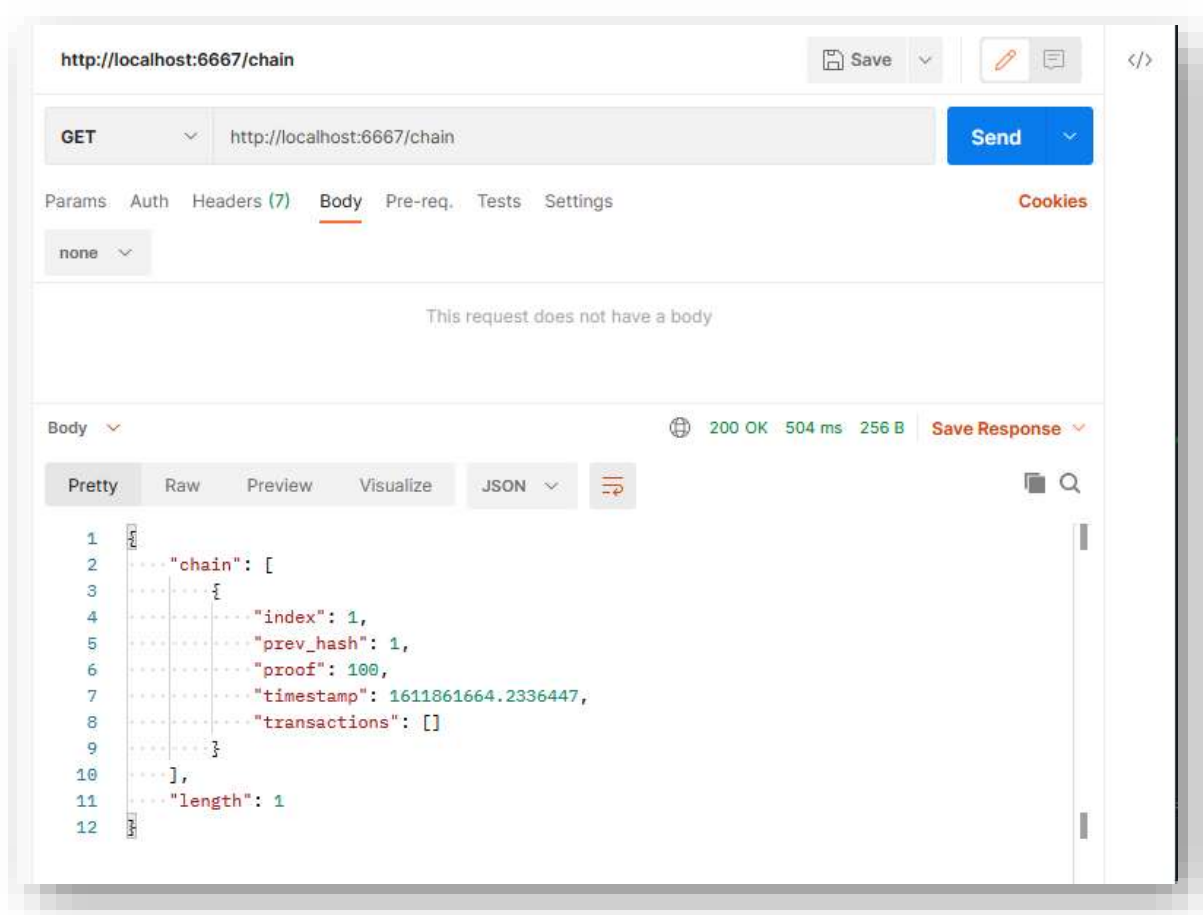 http://localhost:6667/chain Save </>
GET http://localhost:6667/chain Send
Params Auth Headers (7) Body Pre-req. Tests Settings Cookies
none
This request does not have a body
Body 200 OK 504 ms 256 B Save Response
Pretty Raw Preview Visualize JSON
1 {
2 "chain": [
3 {
4 "index": 1,
5 "prev_hash": 1,
6 "proof": 100,
7 "timestamp": 1611861664.2336447,
8 "transactions": []
9 }
10 ],
11 "length": 1
12 }